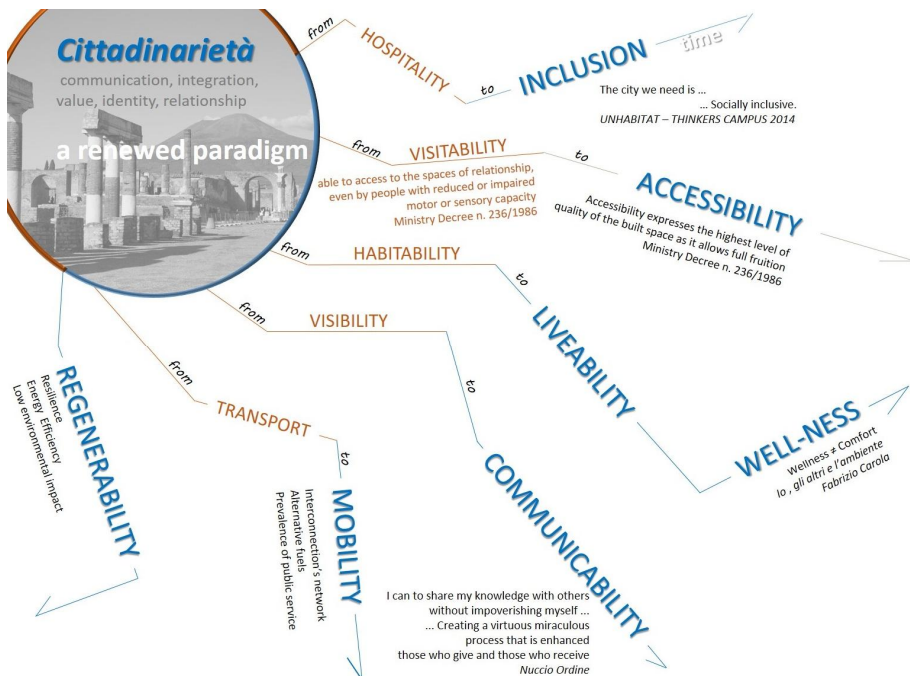 Cittadinarietà
communication, integration,
value, identity, relationship
a renewed paradigm
from
HOSPITALITY
to
INCLUSION
time
The city we need is ...
... Socially inclusive.
UNHABITAT – THINKERS CAMPUS 2014
from
VISITABILITY
able to access to the spaces of relationship,
even by people with reduced or impaired
motor or sensory capacity
Ministry Decree n. 236/1986
to
ACCESSIBILITY
Accessibility expresses the highest level of
quality of the built space as it allows full fruition
Ministry Decree n. 236/1986
from
HABITABILITY
to
LIVEABILITY
WELL-NESS
Wellness ≠ Comfort
Io , gli altri e l'ambiente
Fabrizio Carola
from
VISIBILITY
to
COMMUNICABILITY
I can to share my knowledge with others
without impoverishing myself ...
... Creating a virtuous miraculous
process that is enhanced
those who give and those who receive
Nuccio Ordine
from
TRANSPORT
to
MOBILITY
Interconnection's network
Alternative fuels
Prevalence of public service
REGENERABILITY
Resilience
Energy Efficiency
Low environmental impact